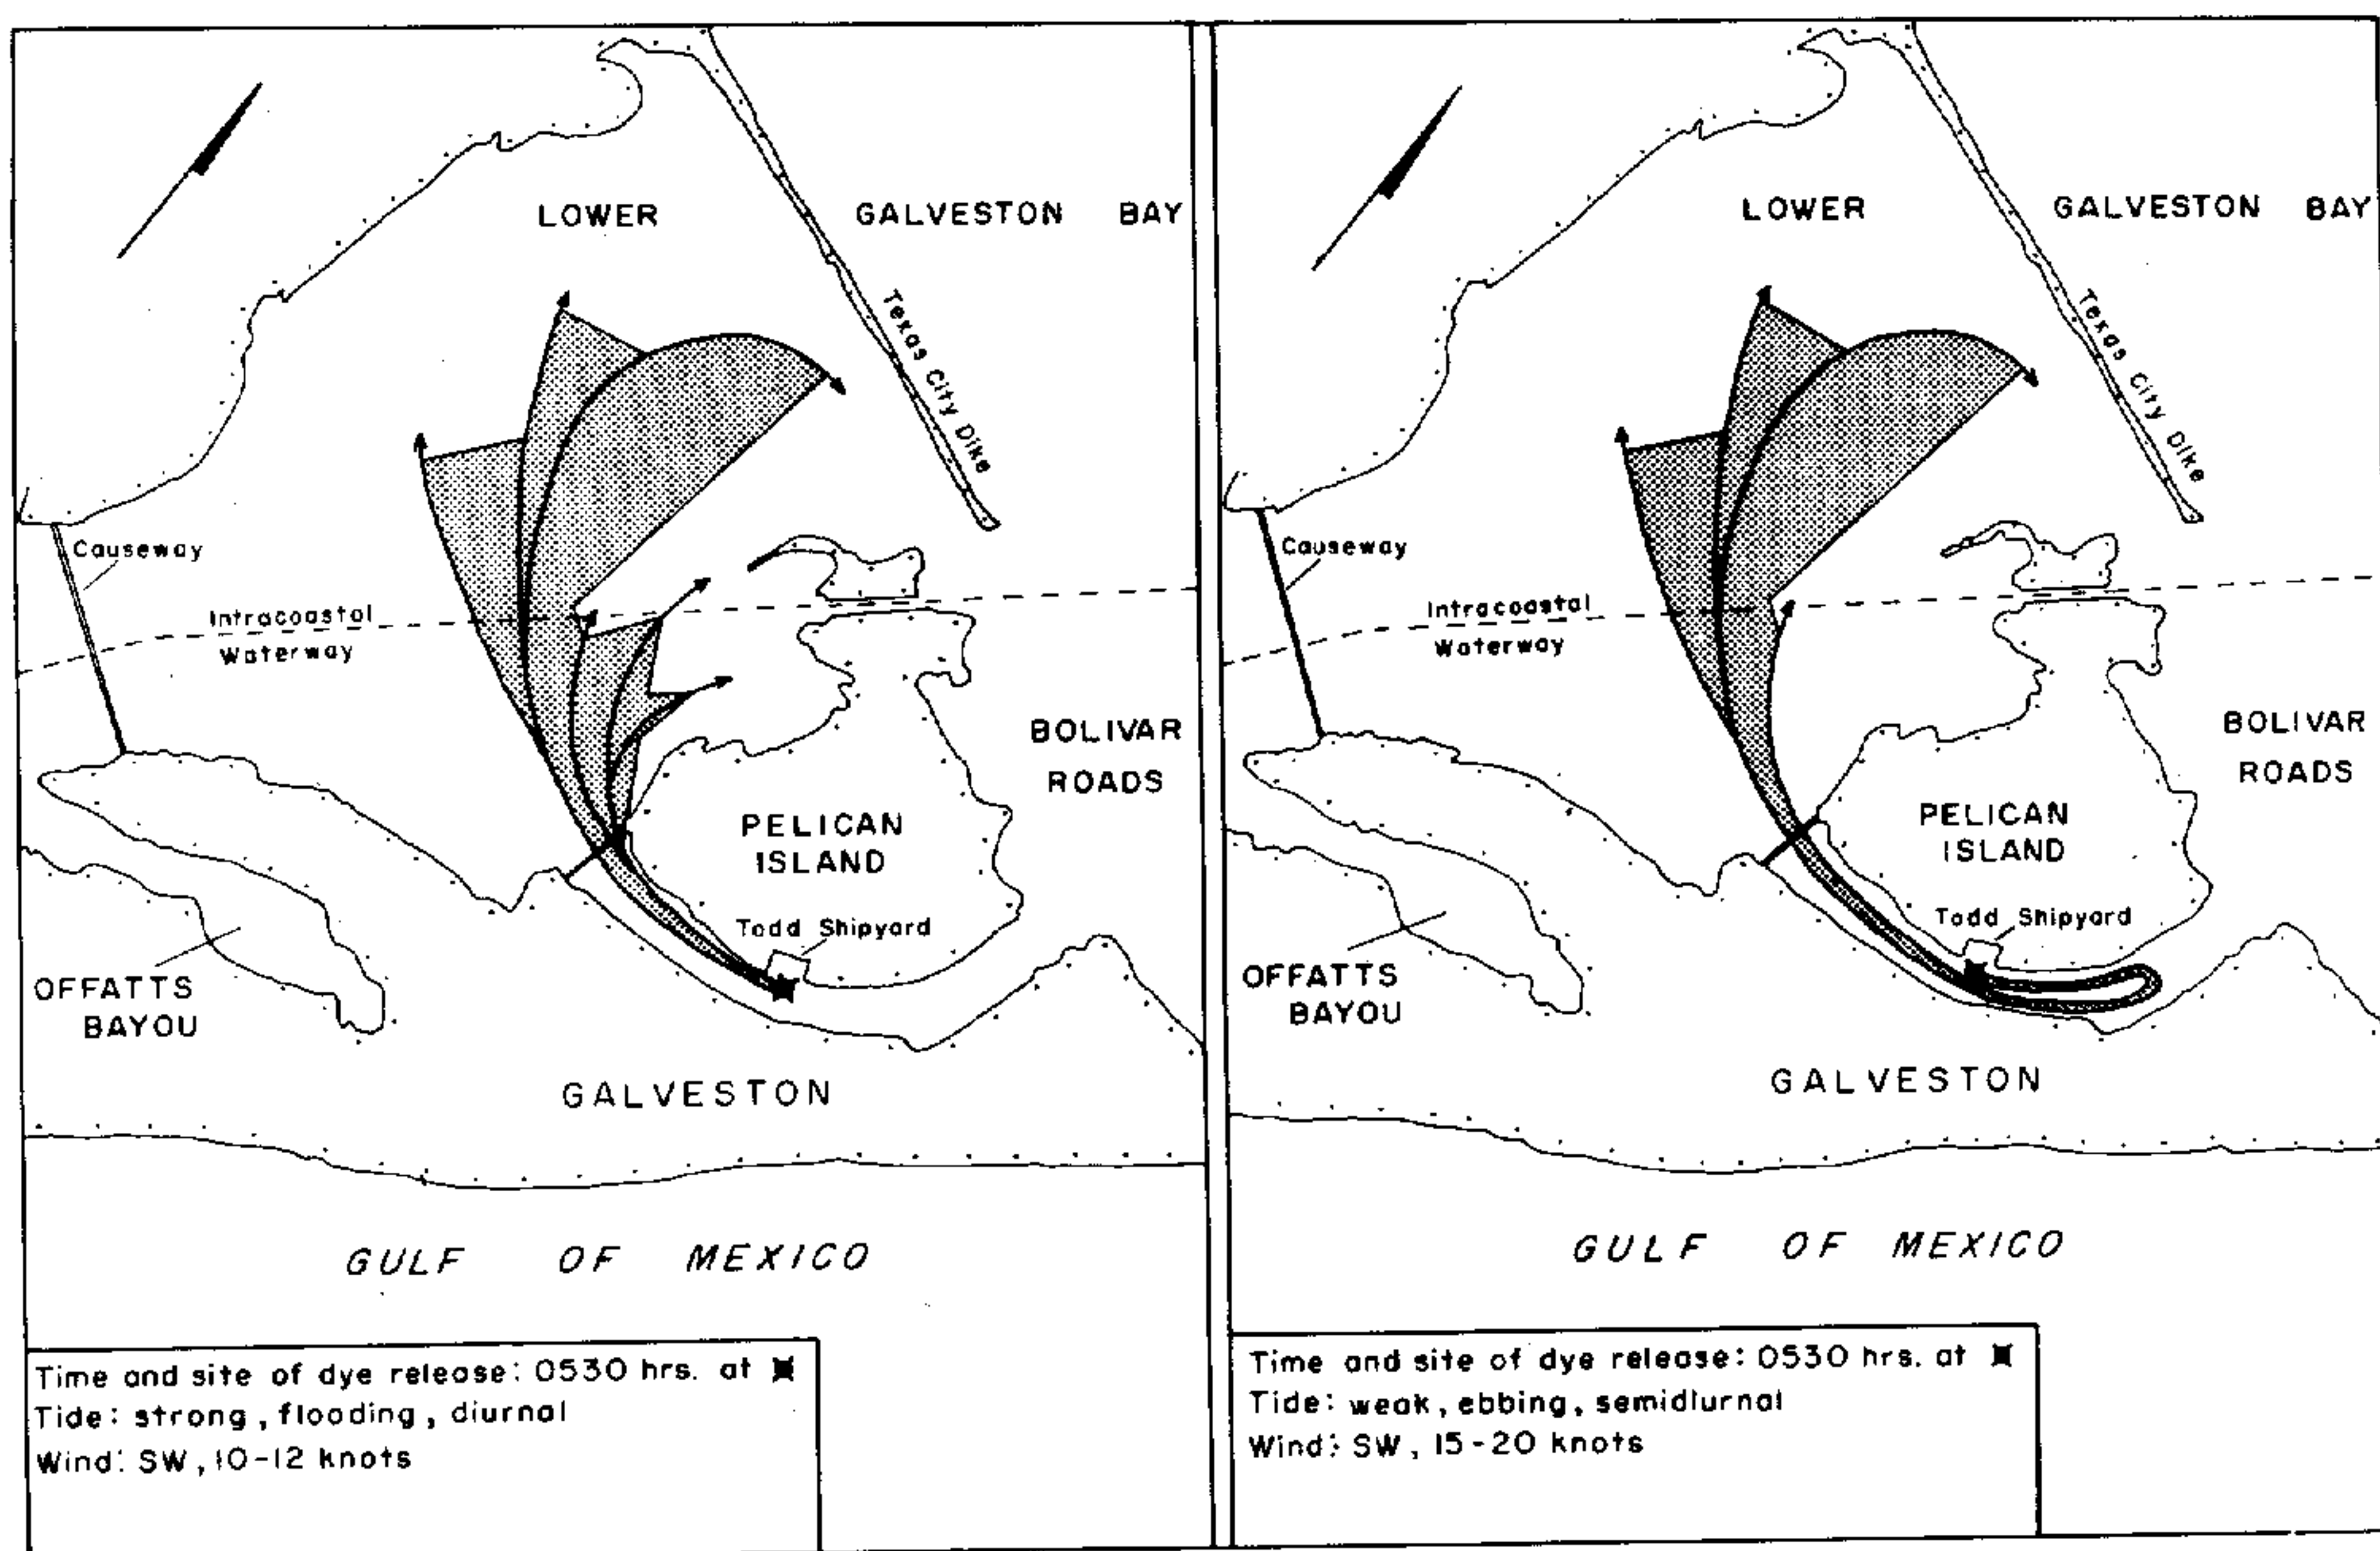 LOWER GALVESTON BAY
Texas City Dike
Causeway
Intracoastal
Waterway
BOLIVAR
ROADS
PELICAN
ISLAND
Todd Shipyard
OFFATTS
BAYOU
GALVESTON
GULF OF MEXICO
Time and site of dye release: 0530 hrs. at
Tide: strong, flooding, diurnal
Wind: SW, 10-12 knots
LOWER GALVESTON BAY
Texas City Dike
Causeway
Intracoastal
Waterway
BOLIVAR
ROADS
PELICAN
ISLAND
Todd Shipyard
OFFATTS
BAYOU
GALVESTON
GULF OF MEXICO
Time and site of dye release: 0530 hrs. at
Tide: weak, ebbing, semidiurnal
Wind: SW, 15-20 knots